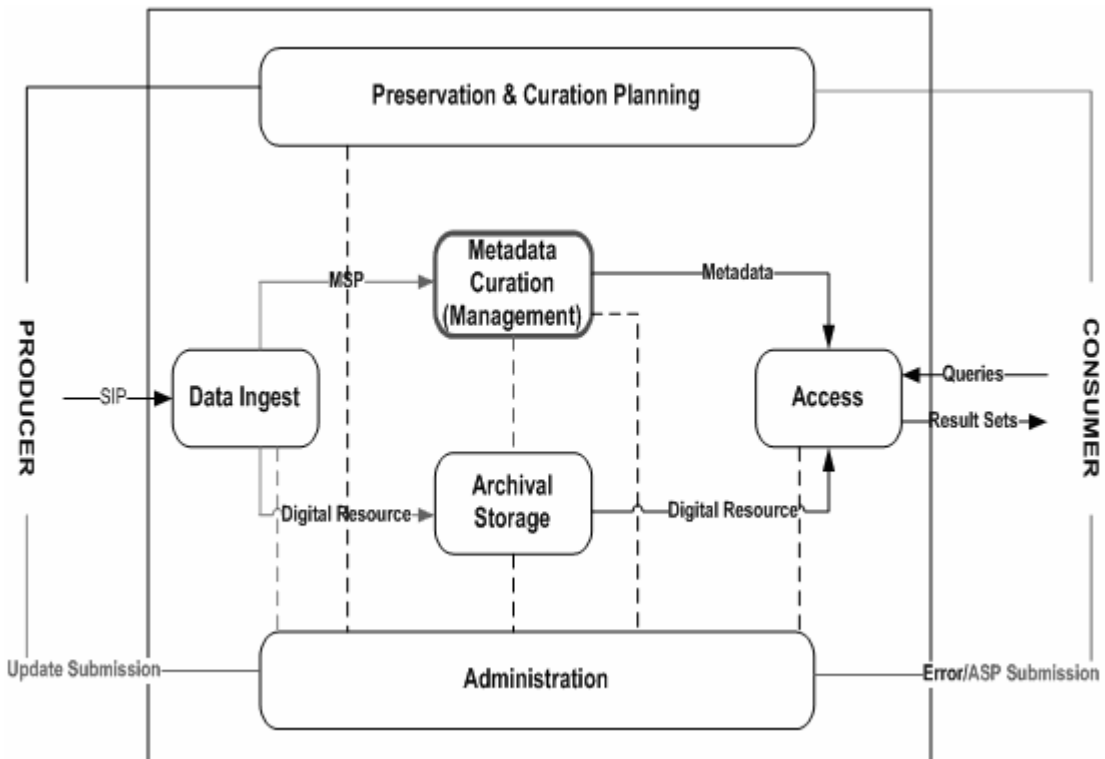 Preservation & Curation Planning
Metadata
Curation
(Management)
MSP
Metadata
PRODUCER
CONSUMER
SIP
Data Ingest
Access
Queries
Result Sets
Archival
Storage
Digital Resource
Digital Resource
Update Submission
Administration
Error/ASP Submission